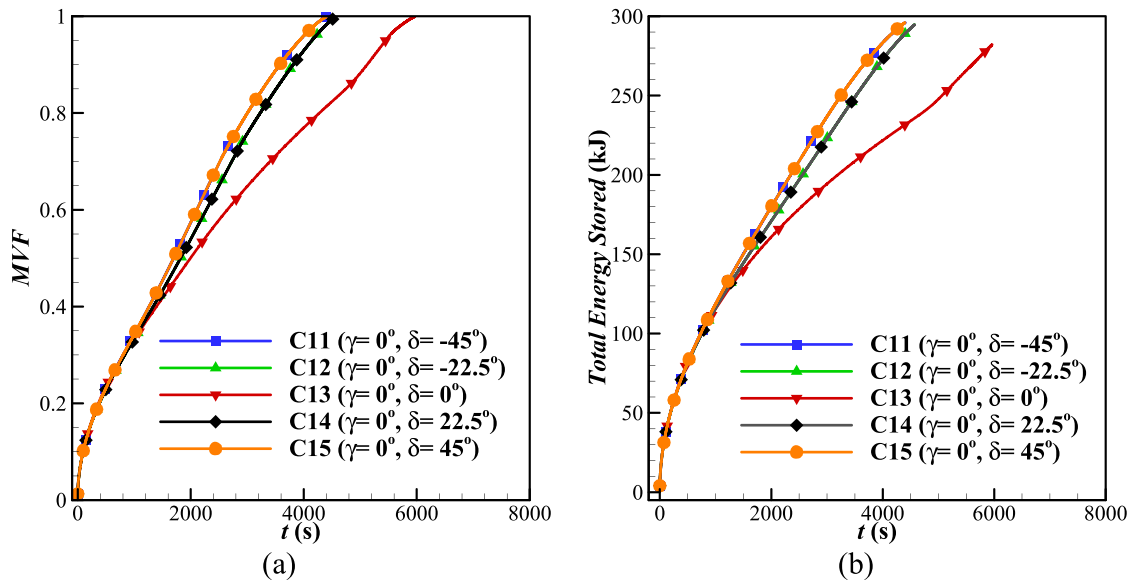 MVF
1
0.8
0.6
0.4
0.2
0
0 2000 4000 6000 8000
t (s)
C11 (γ= 0°, δ= -45°)
C12 (γ= 0°, δ= -22.5°)
C13 (γ= 0°, δ= 0°)
C14 (γ= 0°, δ= 22.5°)
C15 (γ= 0°, δ= 45°)
(a)
Total Energy Stored (kJ)
300
250
200
150
100
50
0
0 2000 4000 6000 8000
t (s)
C11 (γ= 0°, δ= -45°)
C12 (γ= 0°, δ= -22.5°)
C13 (γ= 0°, δ= 0°)
C14 (γ= 0°, δ= 22.5°)
C15 (γ= 0°, δ= 45°)
(b)